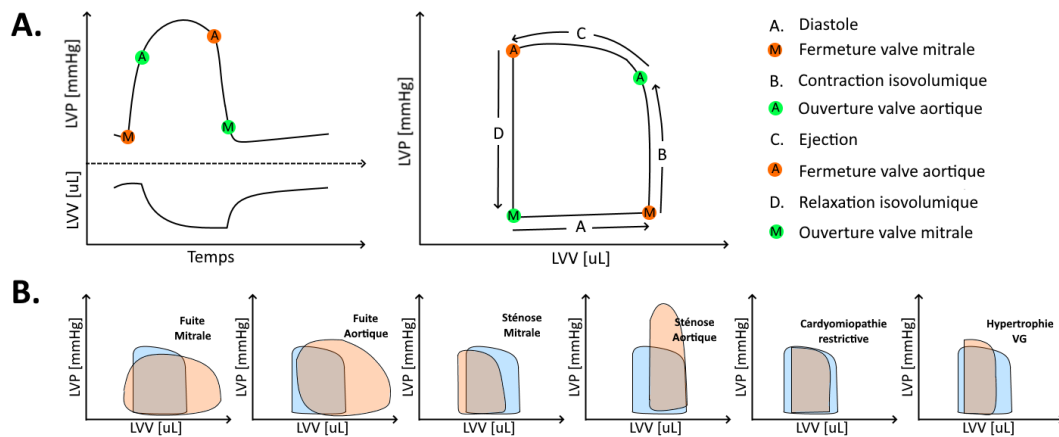 A.
LVP [mmHg]
A
A
M
M
LVV [uL]
Temps
LVP [mmHg]
C
A
A
D
B
M
M
A
LVV [uL]
A. Diastole
M Fermeture valve mitrale
B. Contraction isovolumique
A Ouverture valve aortique
C. Ejection
A Fermeture valve aortique
D. Relaxation isovolumique
M Ouverture valve mitrale
B.
LVP [mmHg]
Fuite
Mitrale
LVV [uL]
LVP [mmHg]
Fuite
Aortique
LVV [uL]
LVP [mmHg]
Sténose
Mitrale
LVV [uL]
LVP [mmHg]
Sténose
Aortique
LVV [uL]
LVP [mmHg]
Cardyomiopathie
restrictive
LVV [uL]
LVP [mmHg]
Hypertrophie
VG
LVV [uL]